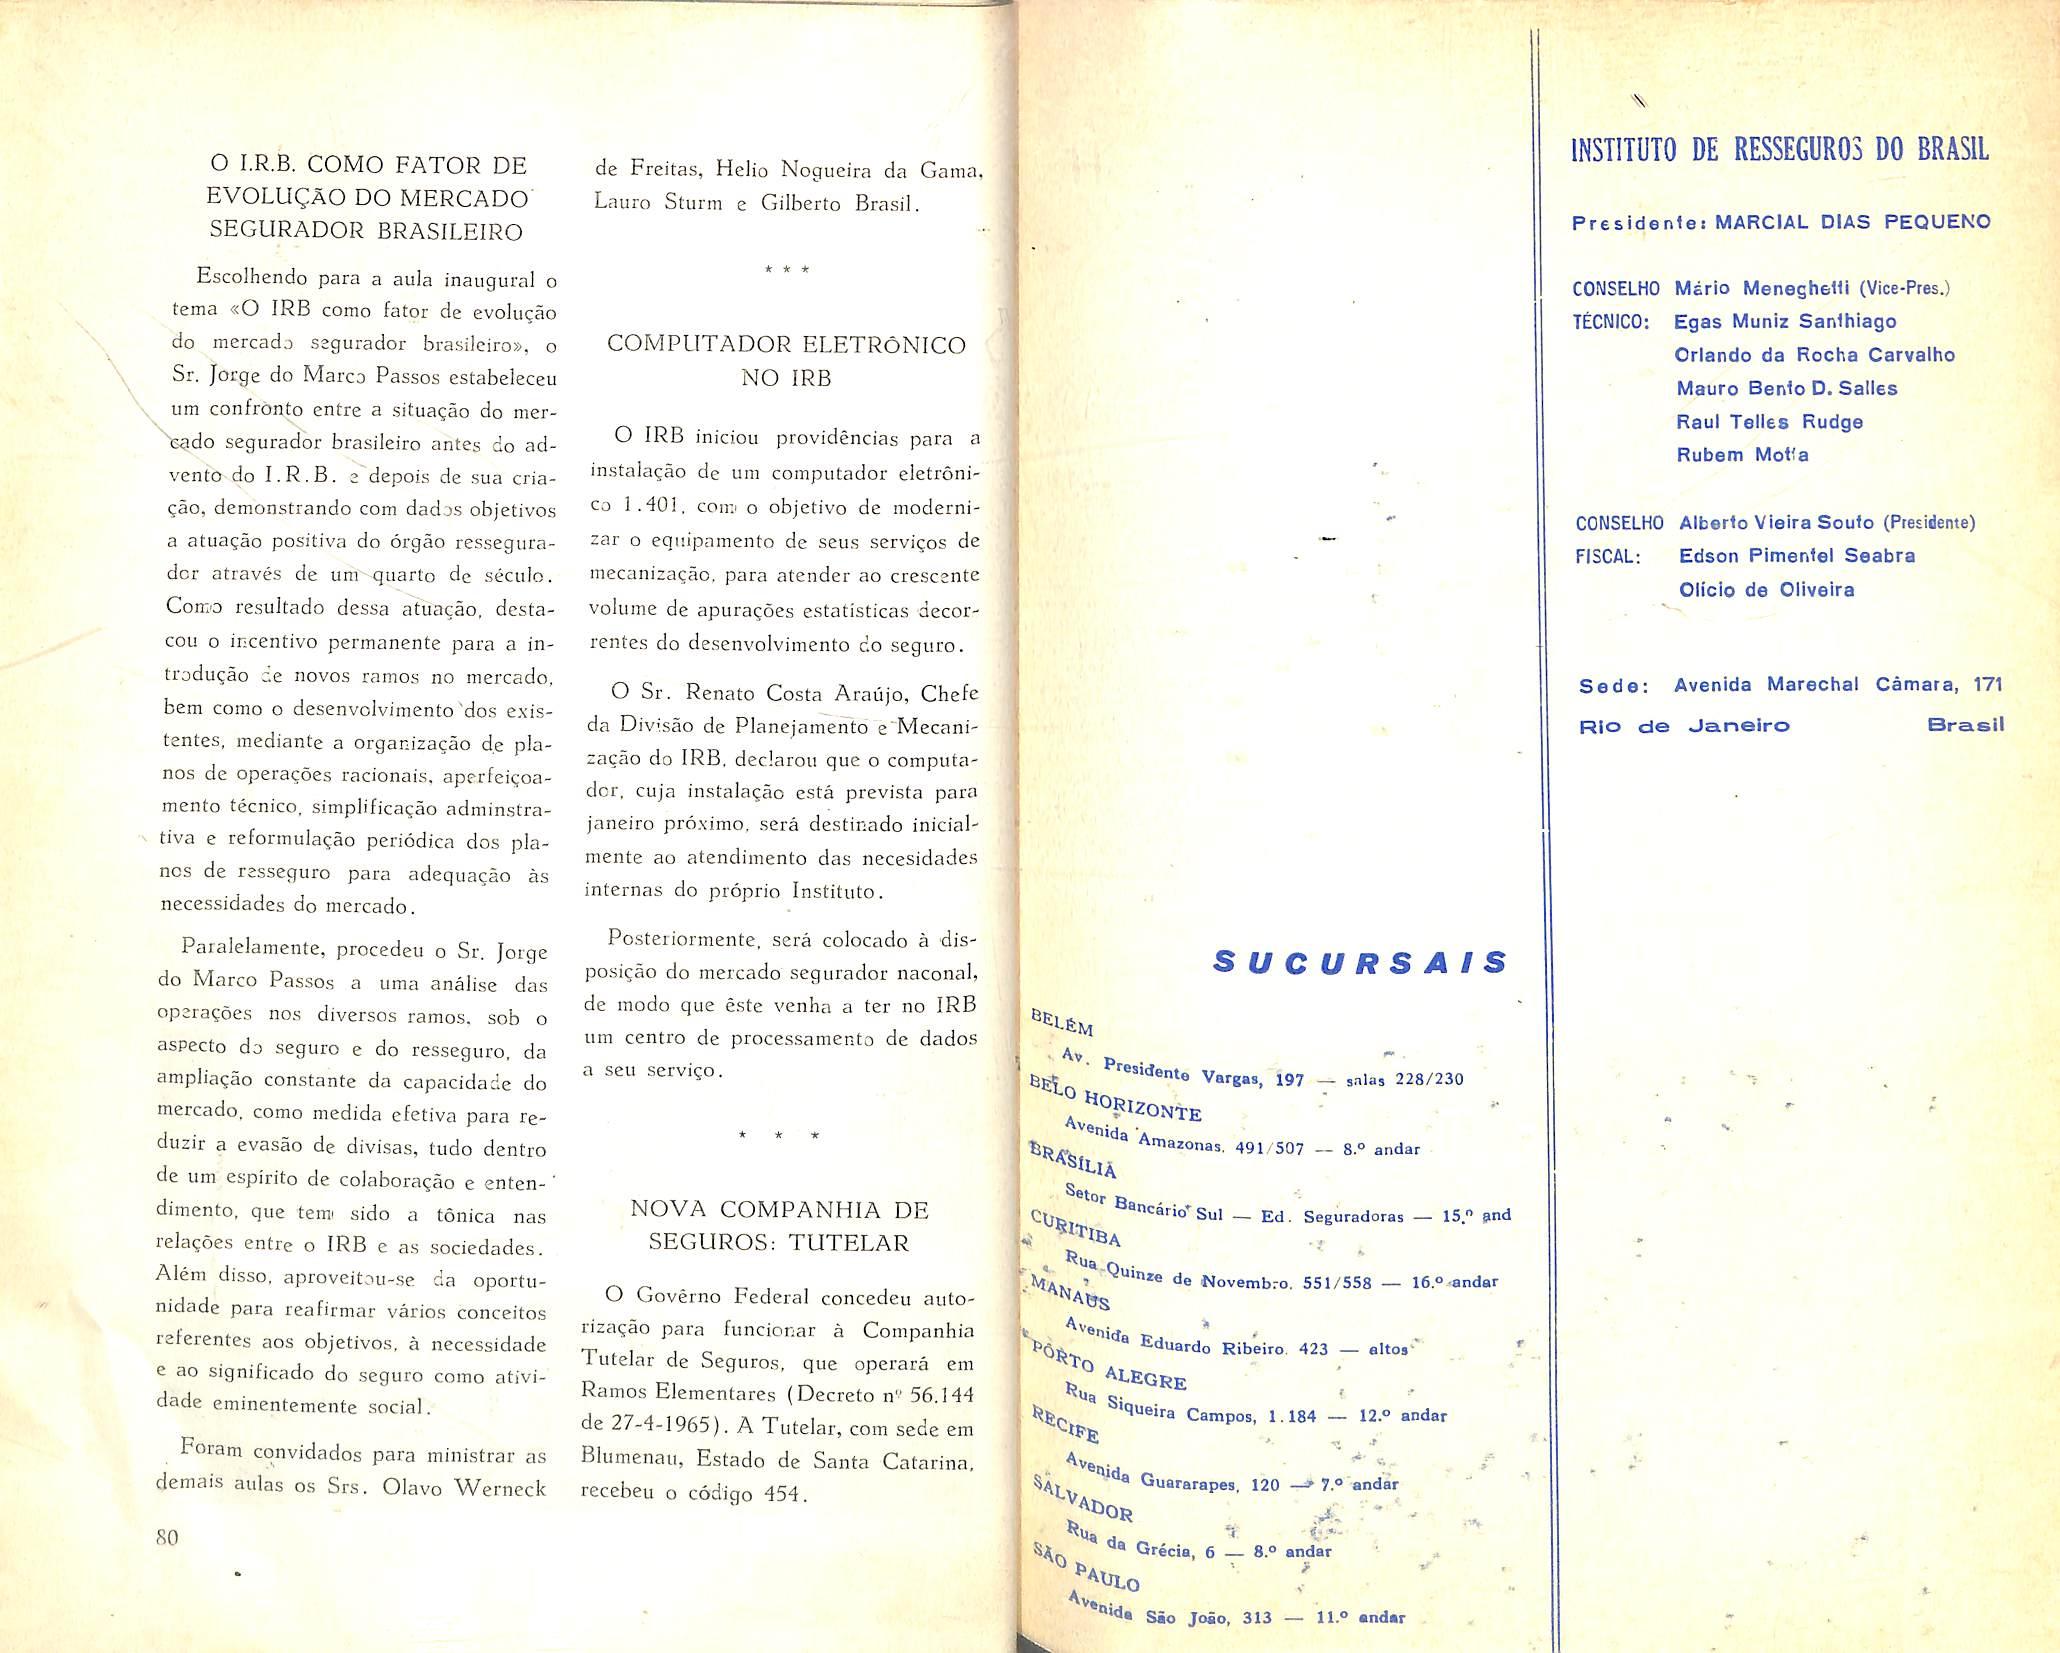 O I.R.B. COMO FATOR DE
EVOLUÇÃO DO MERCADO
SEGURADOR BRASILEIRO
Escolhendo para a aula inaugural o
tema «O IRB como fator de evolução
do mercado segurador brasileiro», o
Sr. Jorge do Marco Passos estabeleceu
um confronto entre a situação do mer-
cado segurador brasileiro antes do ad-
vento do I.R.B. e depois de sua cria-
ção, demonstrando com dados objetivos
a atuação positiva do órgão ressegura-
dor através de um quarto de século.
Como resultado dessa atuação, desta-
cou o incentivo permanente para a in-
trodução de novos ramos no mercado,
bem como o desenvolvimento dos exis-
tentes, mediante a organização de pla-
nos de operações racionais, aperfeiçoa-
mento técnico, simplificação adminstra-
tiva e reformulação periódica dos pla-
nos de resseguro para adequação às
necessidades do mercado.
Paralelamente, procedeu o Sr. Jorge
do Marco Passos a uma análise das
operações nos diversos ramos, sob o
aspecto do seguro e do resseguro, da
ampliação constante da capacidade do
mercado, como medida efetiva para re-
duzir a evasão de divisas, tudo dentro
de um espírito de colaboração e enten-
dimento, que tem sido a tônica nas
relações entre o IRB e as sociedades.
Além disso, aproveitou-se da oportu-
nidade para reafirmar vários conceitos
referentes aos objetivos, à necessidade
e ao significado do seguro como ativi-
dade eminentemente social.
Foram convidados para ministrar as
demais aulas os Srs. Olavo Werneck
80
de Freitas, Helio Nogueira da Gama,
Lauro Sturm e Gilberto Brasil.
* * *
COMPUTADOR ELETRÔNICO
NO IRB
O IRB iniciou providências para a
instalação de um computador eletrôni-
co 1.401, com o objetivo de moderni-
zar o equipamento de seus serviços de
mecanização, para atender ao crescente
volume de apurações estatísticas decor-
rentes do desenvolvimento do seguro.
O Sr. Renato Costa Araújo, Chefe
da Divisão de Planejamento e Mecani-
zação do IRB, declarou que o computa-
dor, cuja instalação está prevista para
janeiro próximo, será destinado inicial-
mente ao atendimento das necesidades
internas do próprio Instituto.
Posteriormente, será colocado à dis-
posição do mercado segurador naconal,
de modo que êste venha a ter no IRB
um centro de processamento de dados
a seu serviço.
* * *
NOVA COMPANHIA DE
SEGUROS: TUTELAR
O Govêrno Federal concedeu auto-
rização para funcionar à Companhia
Tutelar de Seguros, que operará em
Ramos Elementares (Decreto nº 56.144
de 27-4-1965). A Tutelar, com sede em
Blumenau, Estado de Santa Catarina,
recebeu o código 454.
SUCURSAIS
BELÉM
Av. Presidente Vargas, 197 — salas 228/230
BELO HORIZONTE
Avenida Amazonas, 491/507 — 8.º andar
BRASÍLIA
Setor Bancário Sul — Ed. Seguradoras — 15.º and
CURITIBA
Rua Quinze de Novembro, 551/558 — 16.º andar
MANAUS
Avenida Eduardo Ribeiro, 423 — altos
PÔRTO ALEGRE
Rua Siqueira Campos, 1.184 — 12.º andar
RECIFE
Avenida Guararapes, 120 — 7.º andar
SALVADOR
Rua da Grécia, 6 — 8.º andar
SÃO PAULO
Avenida São João, 313 — 11.º andar
INSTITUTO DE RESSEGUROS DO BRASIL
Presidente: MARCIAL DIAS PEQUENO
CONSELHO Mário Meneghetti (Vice-Pres.)
TÉCNICO: Egas Muniz Santhiago
Orlando da Rocha Carvalho
Mauro Bento D. Salles
Raul Telles Rudge
Rubem Motta
CONSELHO Alberto Vieira Souto (Presidente)
FISCAL: Edson Pimentel Seabra
Olício de Oliveira
Sede: Avenida Marechal Câmara, 171
Rio de Janeiro Brasil